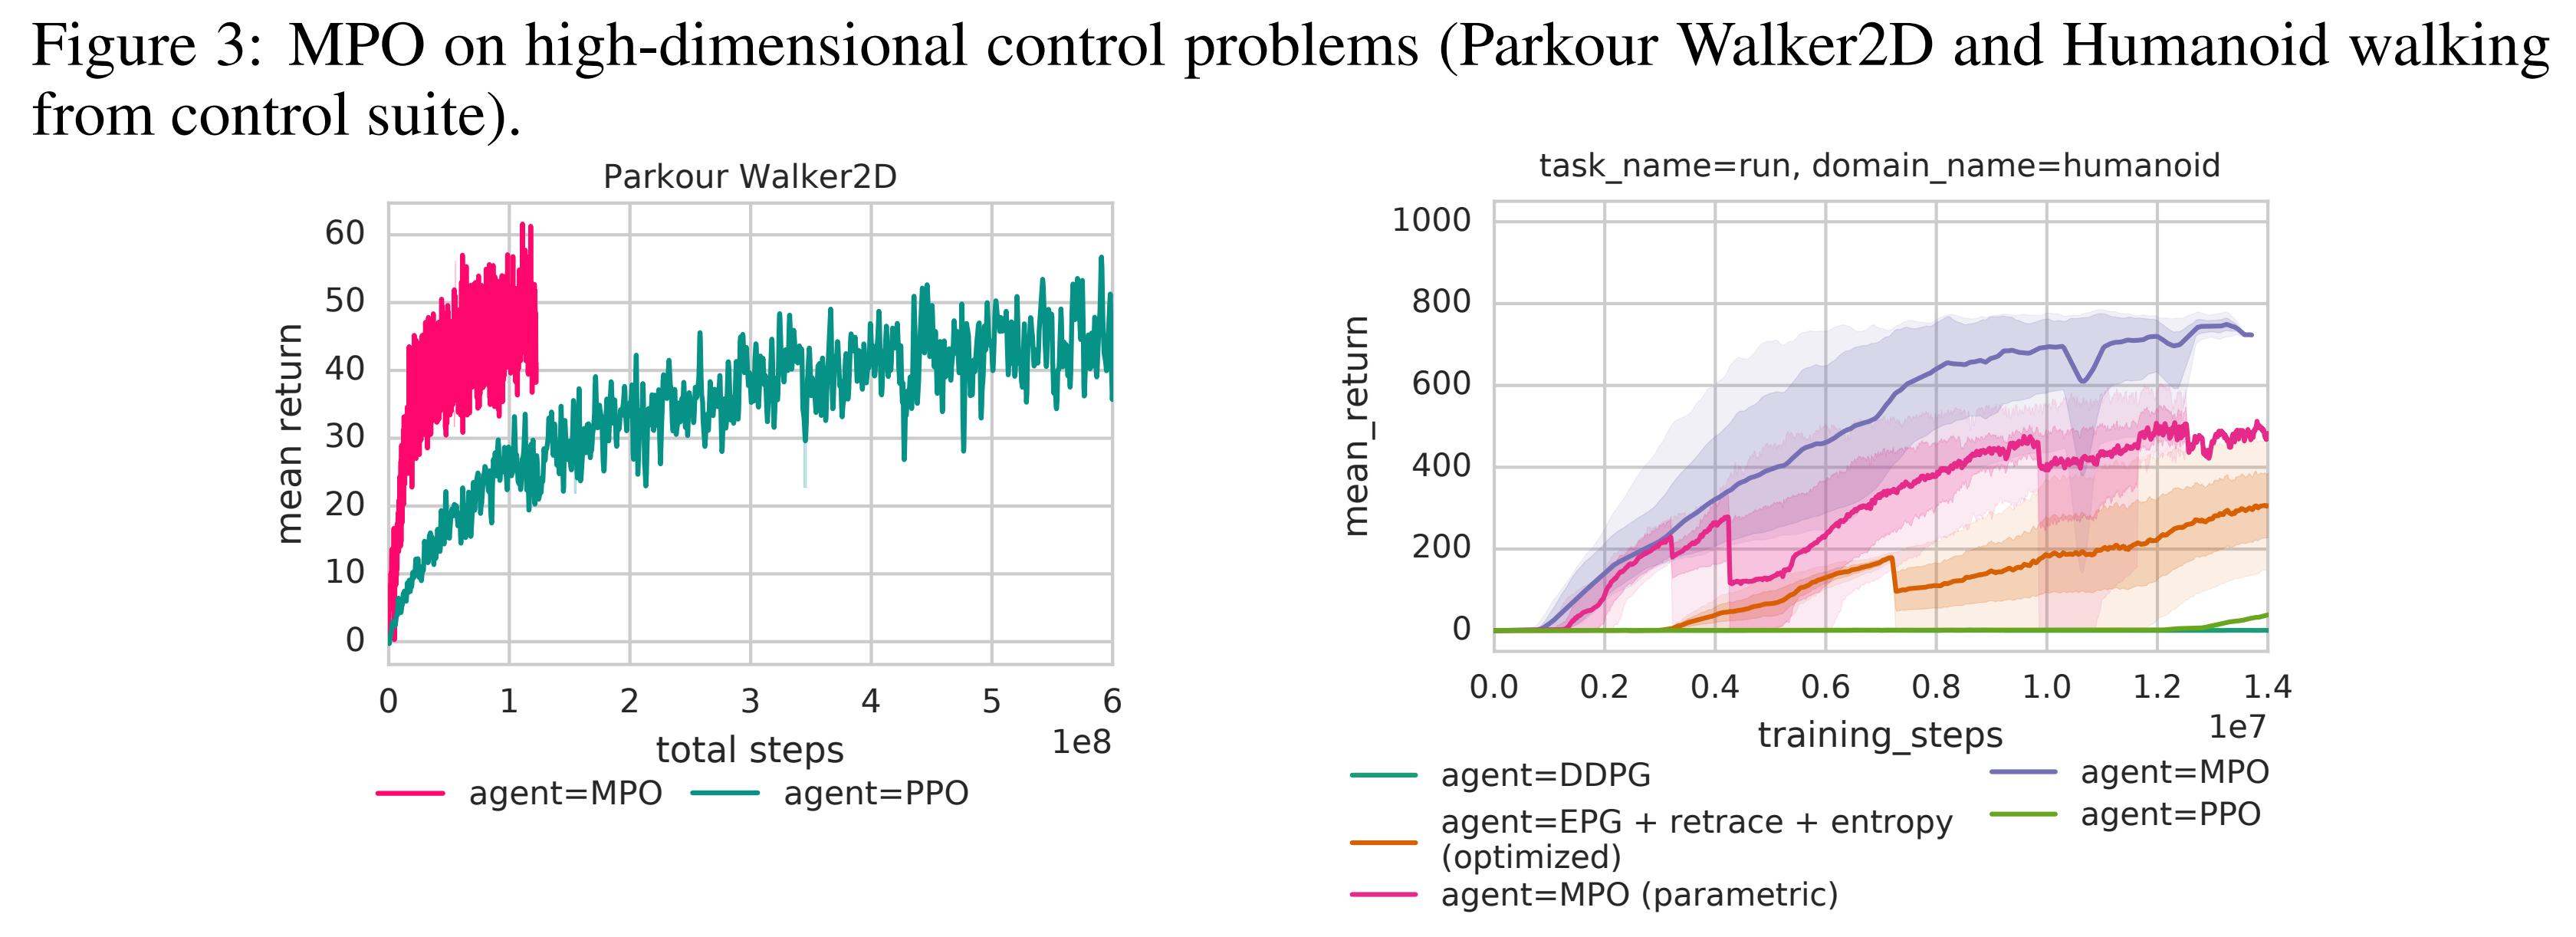 Figure 3: MPO on high-dimensional control problems (Parkour Walker2D and Humanoid walking
from control suite).
Parkour Walker2D
60
50
40
30
20
10
0
mean return
0 1 2 3 4 5 6
1e8
total steps
agent=MPO agent=PPO
task_name=run, domain_name=humanoid
1000
800
600
400
200
0
mean_return
0.0 0.2 0.4 0.6 0.8 1.0 1.2 1.4
1e7
training_steps
agent=DDPG
agent=EPG + retrace + entropy
(optimized)
agent=MPO (parametric)
agent=MPO
agent=PPO